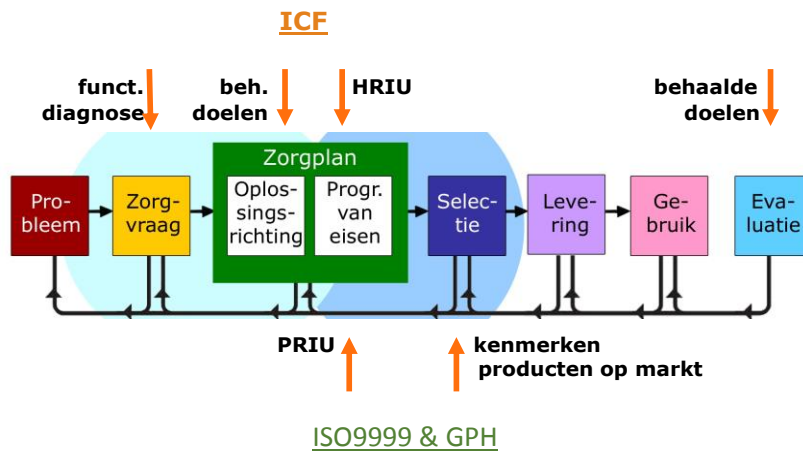 ICF
funct.
diagnose
beh.
doelen
HRIU
behaalde
doelen
Zorgplan
Pro-
bleem
Zorg-
vraag
Oplos-
sings-
richting
Progr.
van
eisen
Selec-
tie
Leve-
ring
Ge-
bruik
Eva-
luatie
PRIU
kenmerken
producten op markt
ISO9999 & GPH